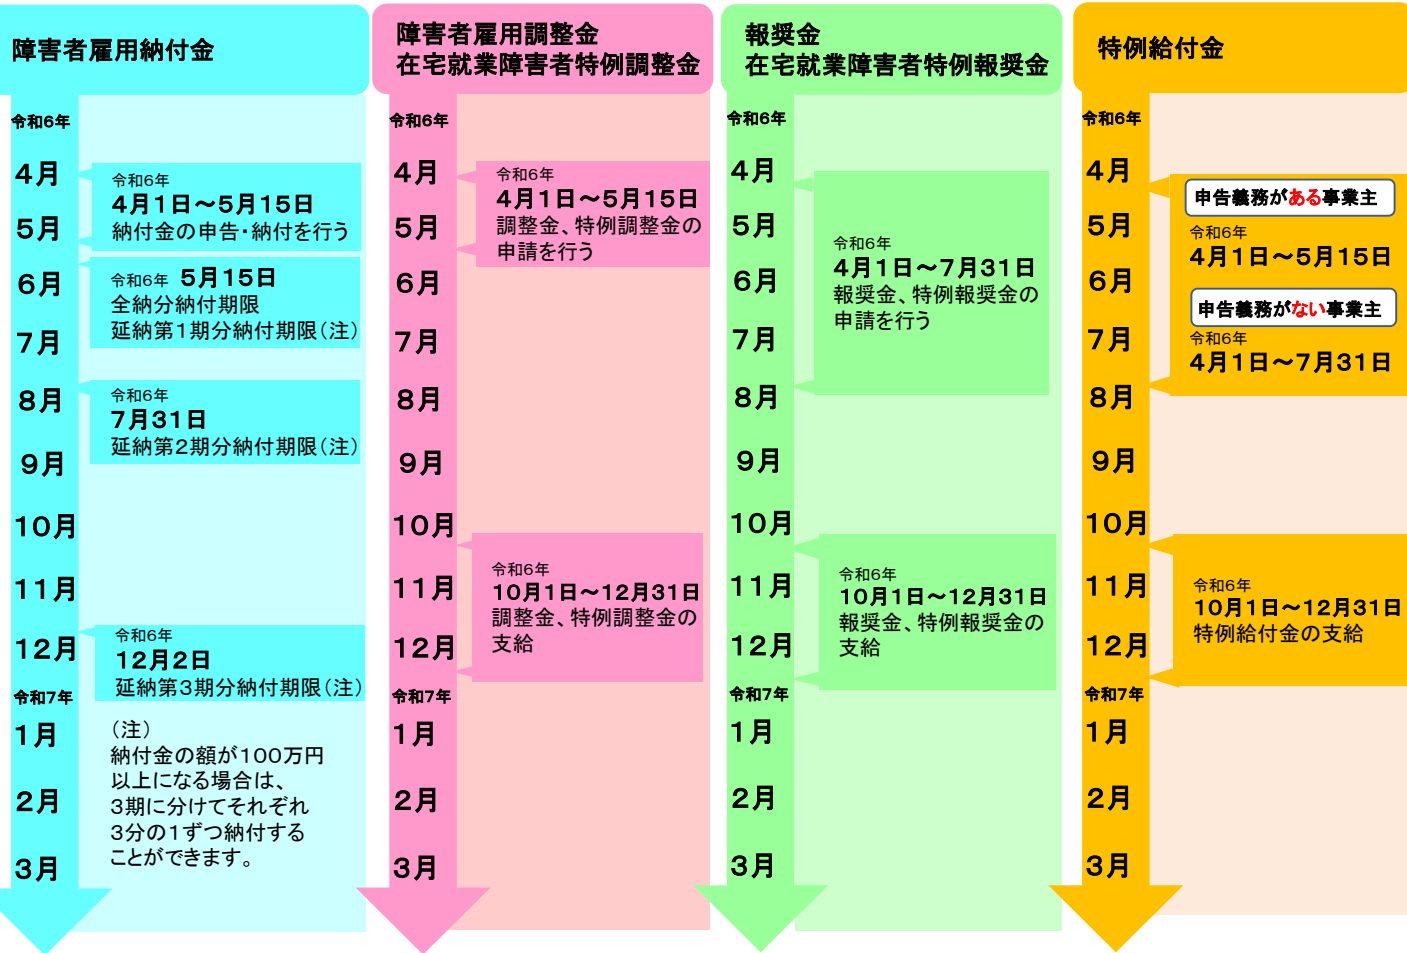 障害者雇用納付金
令和6年
4月
5月
6月
7月
8月
9月
10月
11月
12月
令和7年
1月
2月
3月
令和6年
4月1日～5月15日
納付金の申告・納付を行う
令和6年 5月15日
全納分納付期限
延納第1期分納付期限(注)
令和6年
7月31日
延納第2期分納付期限(注)
令和6年
12月2日
延納第3期分納付期限(注)
(注)
納付金の額が100万円
以上になる場合は、
3期に分けてそれぞれ
3分の1ずつ納付する
ことができます。
障害者雇用調整金
在宅就業障害者特例調整金
令和6年
4月
5月
6月
7月
8月
9月
10月
11月
12月
令和7年
1月
2月
3月
令和6年
4月1日～5月15日
調整金、特例調整金の
申請を行う
令和6年
10月1日～12月31日
調整金、特例調整金の
支給
報奨金
在宅就業障害者特例報奨金
令和6年
4月
5月
6月
7月
8月
9月
10月
11月
12月
令和7年
1月
2月
3月
令和6年
4月1日～7月31日
報奨金、特例報奨金の
申請を行う
令和6年
10月1日～12月31日
報奨金、特例報奨金の
支給
特例給付金
令和6年
4月
5月
6月
7月
8月
9月
10月
11月
12月
令和7年
1月
2月
3月
申告義務がある事業主
令和6年
4月1日～5月15日
申告義務がない事業主
令和6年
4月1日～7月31日
令和6年
10月1日～12月31日
特例給付金の支給